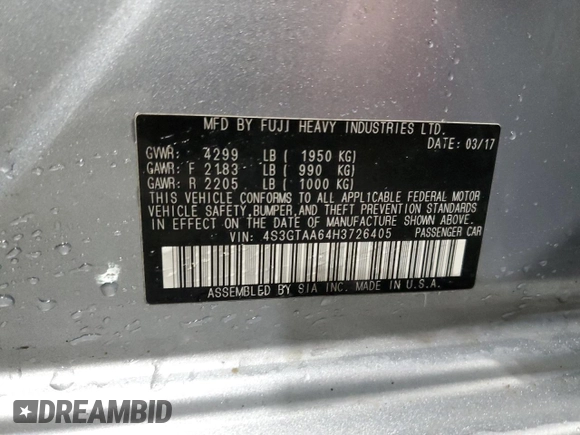 MFD BY FUJI HEAVY INDUSTRIES LTD.
DATE: 03/17
GVWR: 4299 LB ( 1950 KG)
GAWR: F 2183 LB ( 990 KG)
GAWR: R 2205 LB ( 1000 KG)
THIS VEHICLE CONFORMS TO ALL APPLICABLE FEDERAL MOTOR
VEHICLE SAFETY, BUMPER, AND THEFT PREVENTION STANDARDS
IN EFFECT ON THE DATE OF MANUFACTURE SHOWN ABOVE.
VIN: 4S3GTAA64H3726405 PASSENGER CAR
ASSEMBLED BY SIA INC. MADE IN U.S.A.
DREAMBID